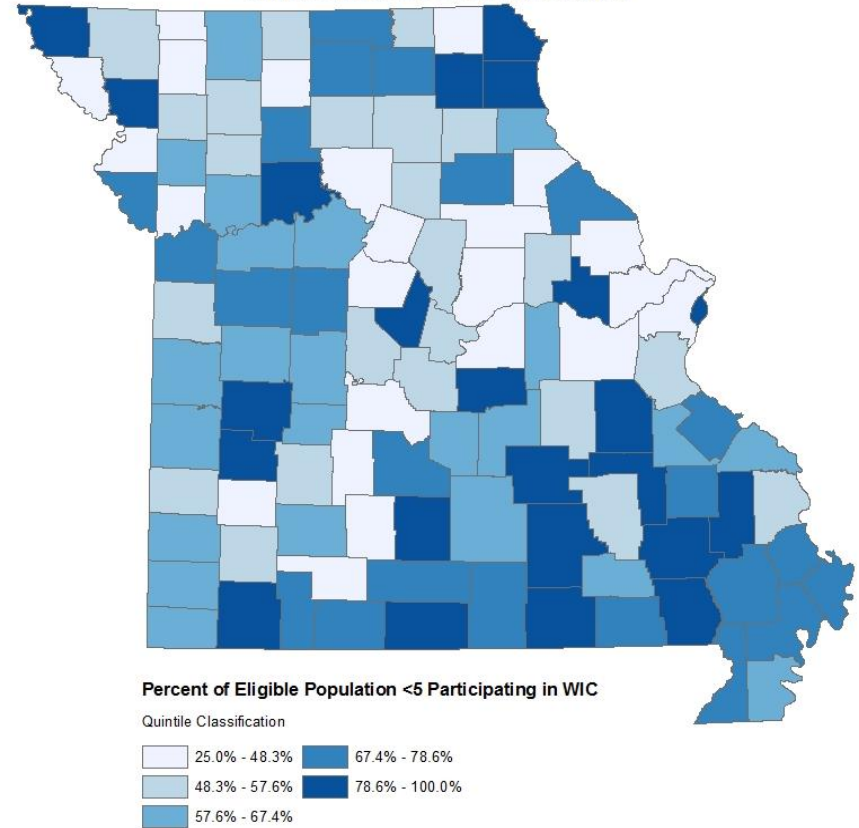 Percent of Eligible Population <5 Participating in WIC
Quintile Classification
25.0% - 48.3%
48.3% - 57.6%
57.6% - 67.4%
67.4% - 78.6%
78.6% - 100.0%